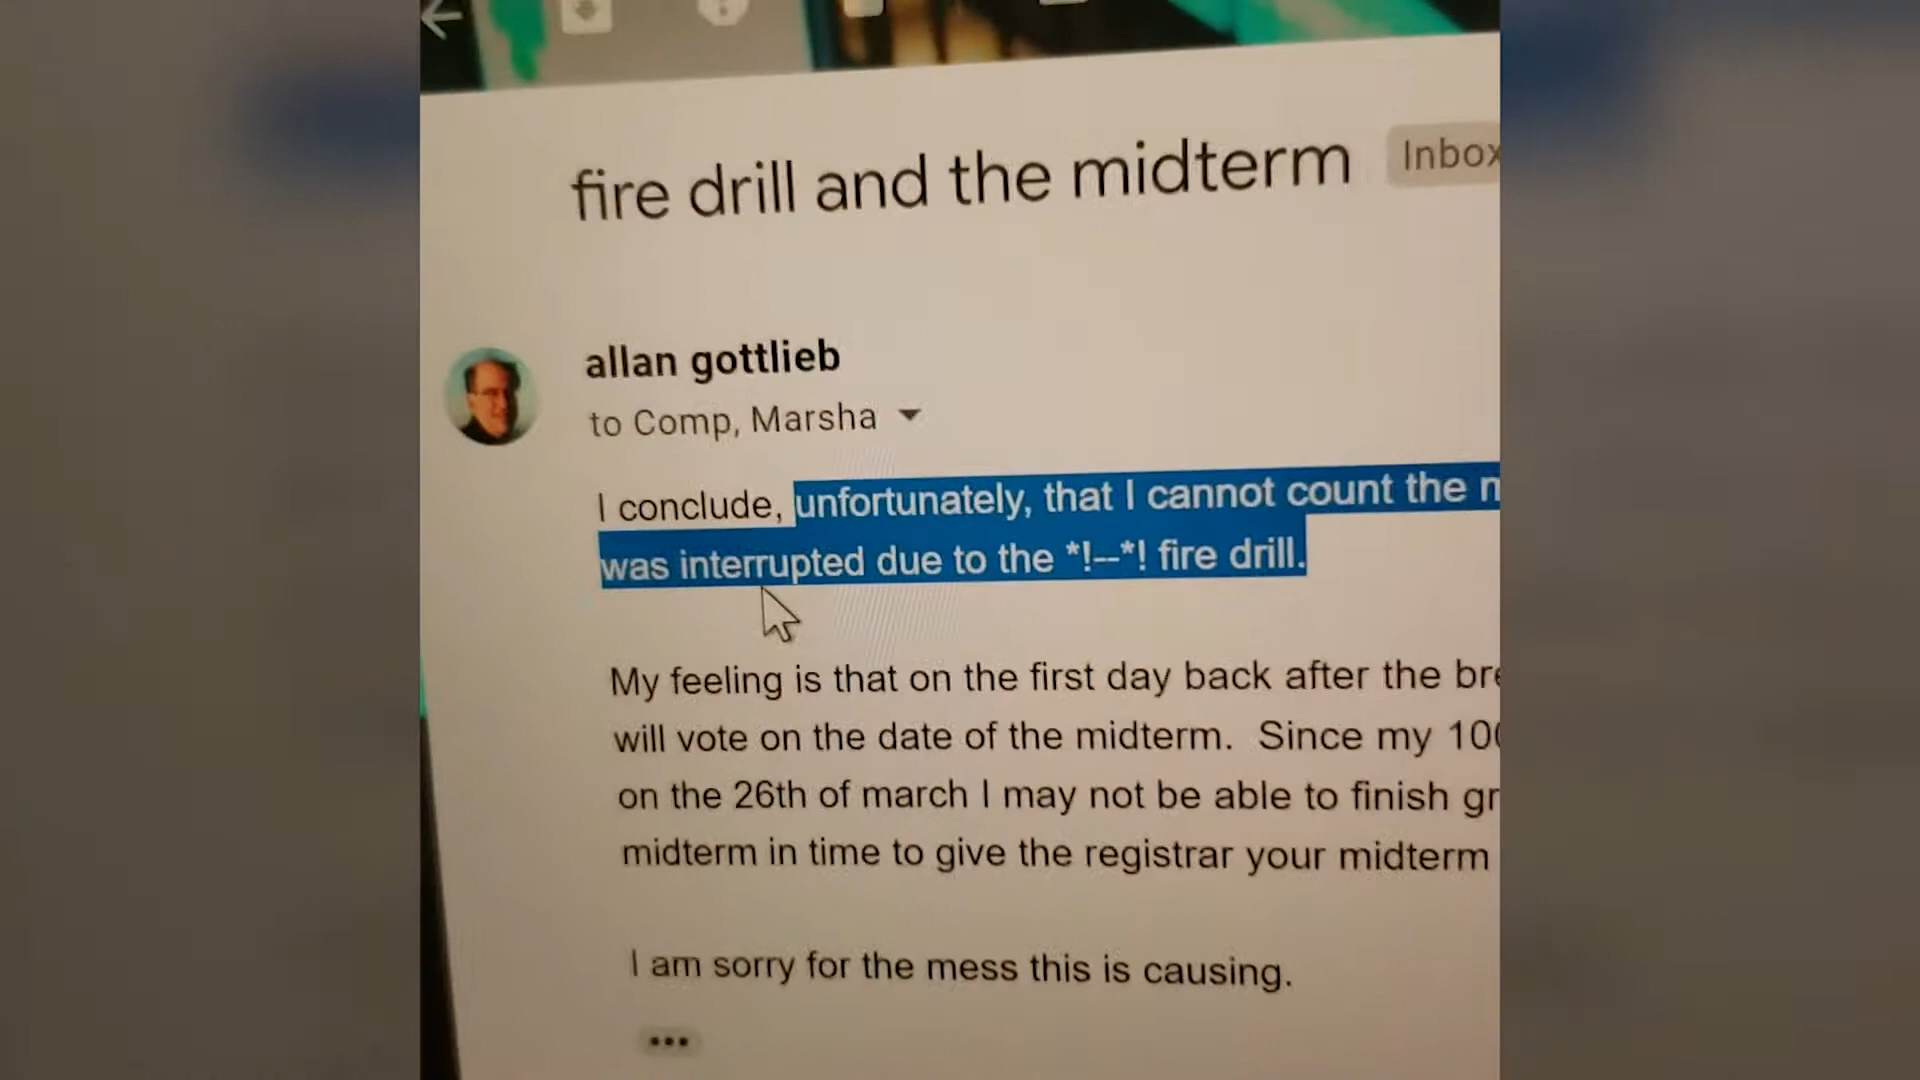 fire drill and the midterm Inbox
allan gottlieb
to Comp, Marsha
I conclude, unfortunately, that I cannot count the
was interrupted due to the *!--*! fire drill.
My feeling is that on the first day back after the
will vote on the date of the midterm. Since my
on the 26th of march I may not be able to finish
midterm in time to give the registrar your midterm
I am sorry for the mess this is causing.
•••